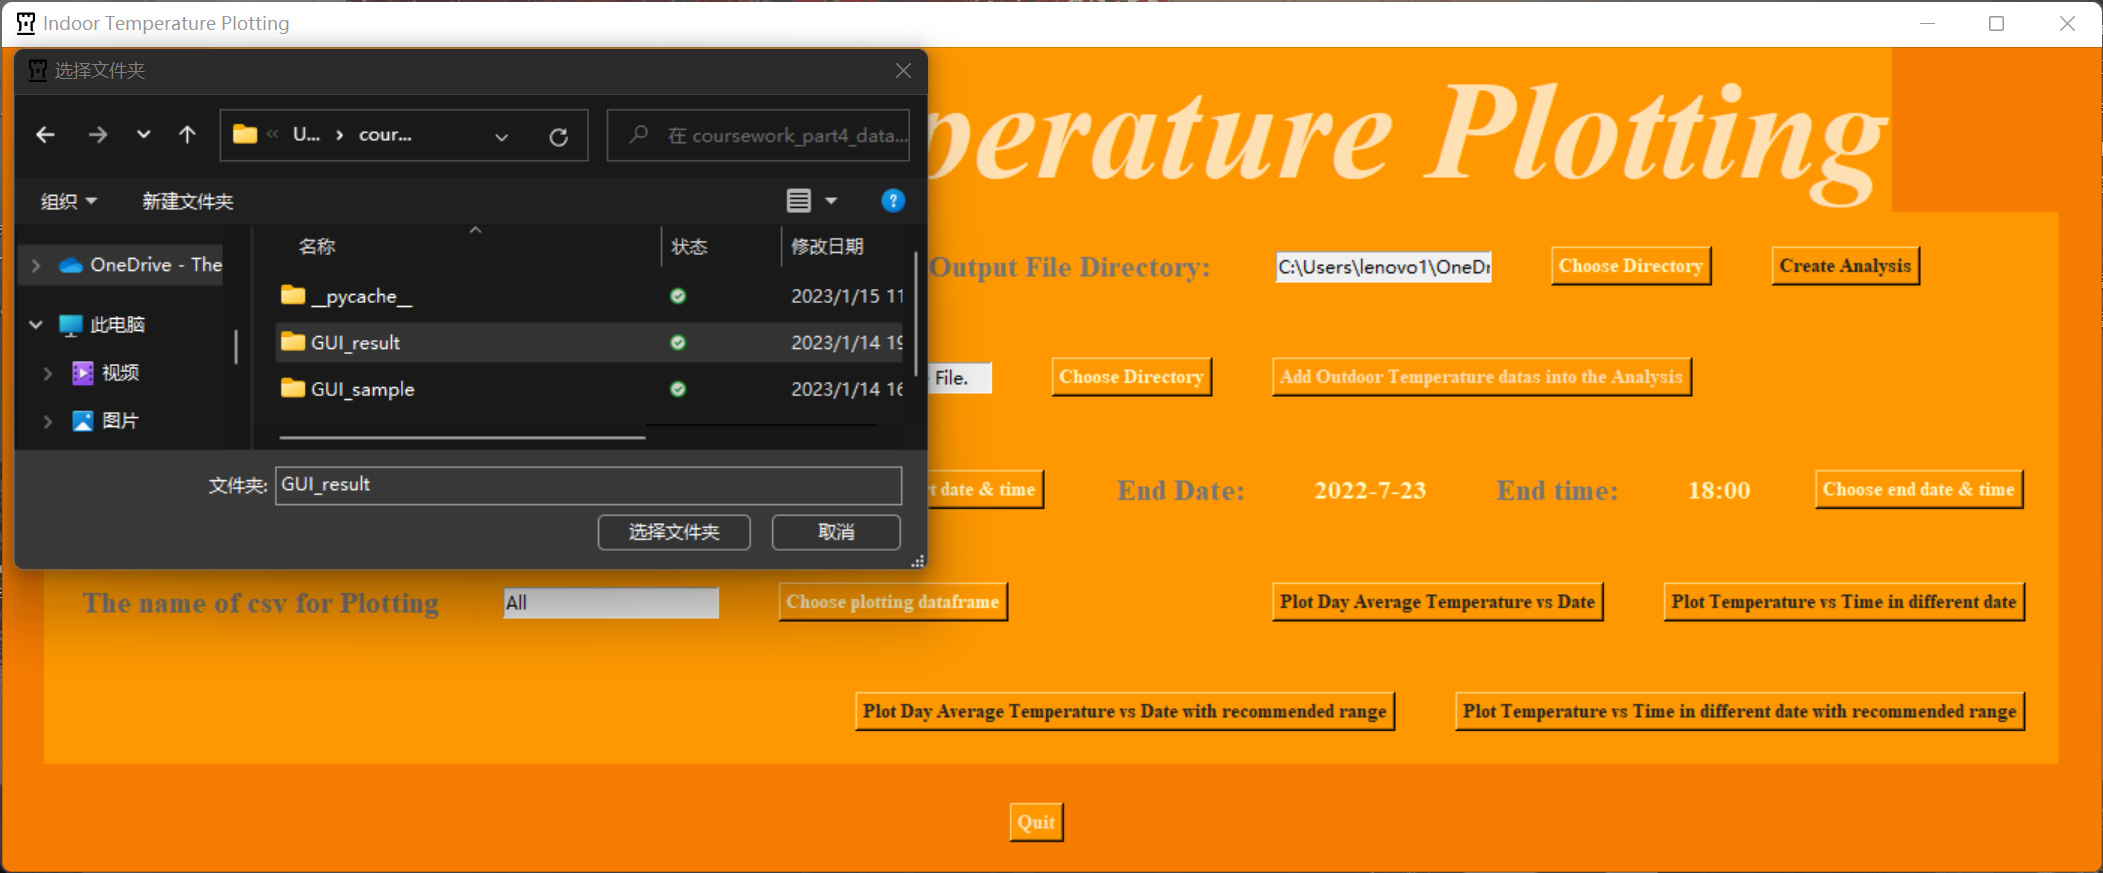 Indoor Temperature Plotting
选择文件夹
perature Plotting
U... › cour...
在 coursework_part4_data...
组织
新建文件夹
名称
状态
修改日期
OneDrive - The
__pycache__
2023/1/15 11
此电脑
GUI_result
2023/1/14 19
视频
GUI_sample
2023/1/14 16
图片
文件夹:
GUI_result
选择文件夹
取消
Output File Directory:
C:\Users\lenovo1\OneDr
Choose Directory
Create Analysis
File.
Choose Directory
Add Outdoor Temperature datas into the Analysis
t date & time
End Date:
2022-7-23
End time:
18:00
Choose end date & time
The name of csv for Plotting
All
Choose plotting dataframe
Plot Day Average Temperature vs Date
Plot Temperature vs Time in different date
Plot Day Average Temperature vs Date with recommended range
Plot Temperature vs Time in different date with recommended range
Quit